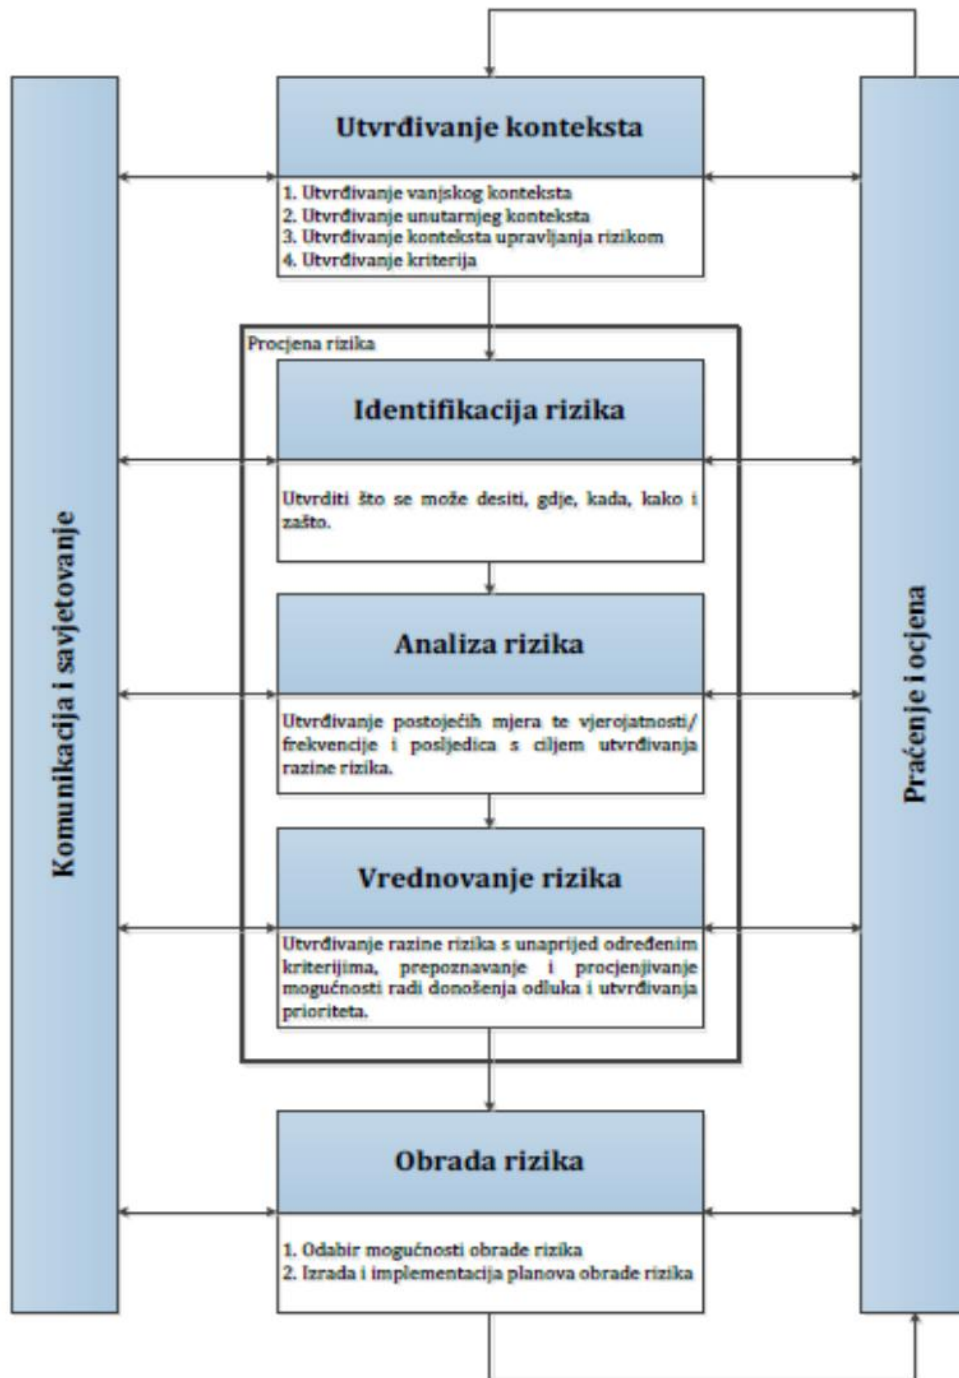 Utvrđivanje konteksta
1. Utvrđivanje vanjskog konteksta
2. Utvrđivanje unutarnjeg konteksta
3. Utvrđivanje konteksta upravljanja rizikom
4. Utvrđivanje kriterija
Procjena rizika
Identifikacija rizika
Utvrditi što se može desiti, gdje, kada, kako i
zašto.
Analiza rizika
Utvrđivanje postojećih mjera te vjerojatnosti/
frekvencije i posljedica s ciljem utvrđivanja
razine rizika.
Vrednovanje rizika
Utvrđivanje razine rizika s unaprijed određenim
kriterijima, prepoznavanje i procjenjivanje
mogućnosti radi donošenja odluka i utvrđivanja
prioriteta.
Obrada rizika
1. Odabir mogućnosti obrade rizika
2. Izrada i implementacija planova obrade rizika
Komunikacija i savjetovanje
Praćenje i ocjena